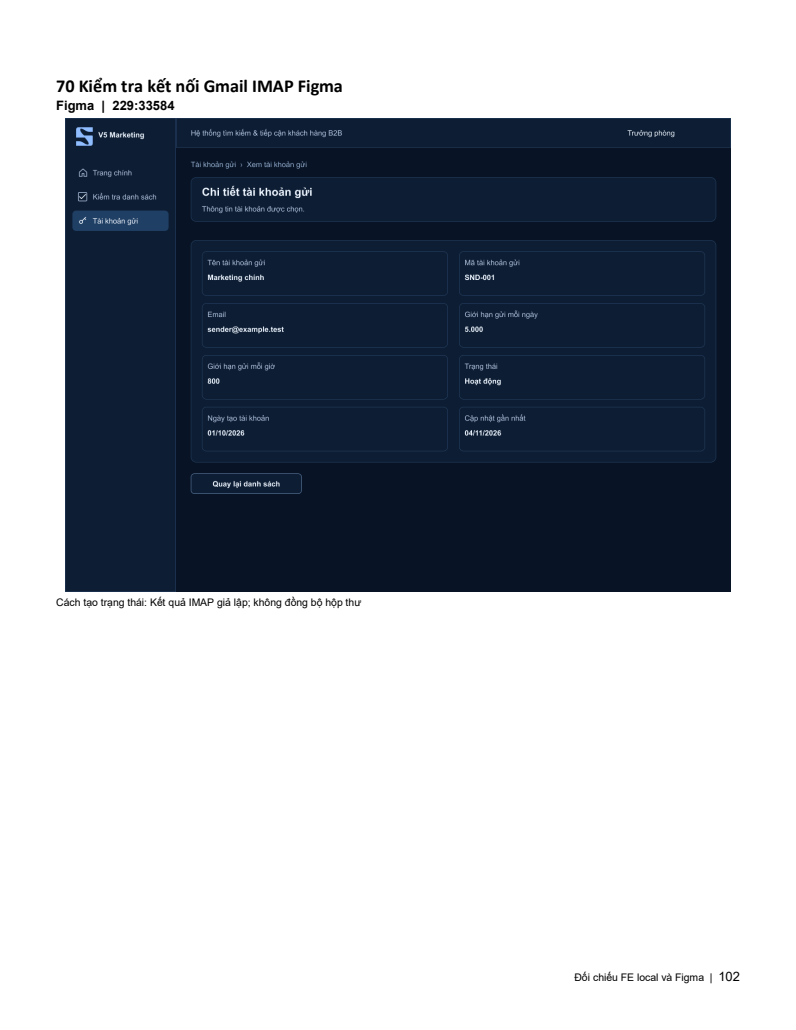 70 Kiểm tra kết nối Gmail IMAP Figma
Figma | 229:33584
V5 Marketing
Hệ thống tìm kiếm & tiếp cận khách hàng B2B
Trưởng phòng
Trang chính
Kiểm tra danh sách
Tài khoản gửi
Tài khoản gửi › Xem tài khoản gửi
Chi tiết tài khoản gửi
Thông tin tài khoản được chọn.
Tên tài khoản gửi
Marketing chính
Mã tài khoản gửi
SND-001
Email
sender@example.test
Giới hạn gửi mỗi ngày
5.000
Giới hạn gửi mỗi giờ
800
Trạng thái
Hoạt động
Ngày tạo tài khoản
01/10/2026
Cập nhật gần nhất
04/11/2026
Quay lại danh sách
Cách tạo trạng thái: Kết quả IMAP giả lập; không đồng bộ hộp thư
Đối chiếu FE local và Figma | 102